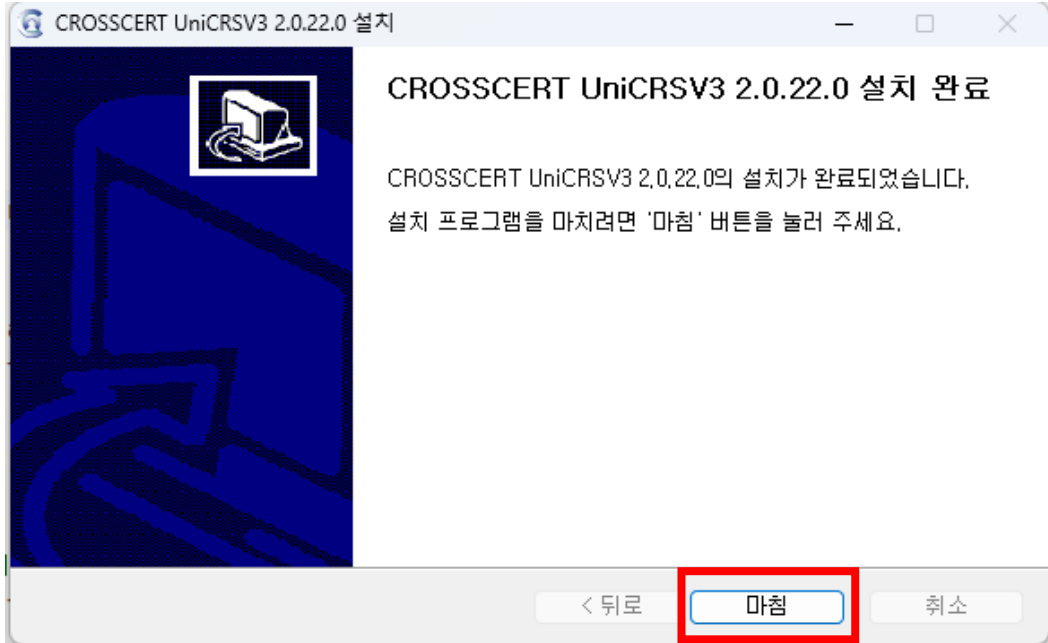 CROSSCERT UniCRSV3 2.0.22.0 설치
CROSSCERT UniCRSV3 2.0.22.0 설치 완료
CROSSCERT UniCRSV3 2.0.22.0의 설치가 완료되었습니다.
설치 프로그램을 마치려면 '마침' 버튼을 눌러 주세요.
< 뒤로
마침
취소